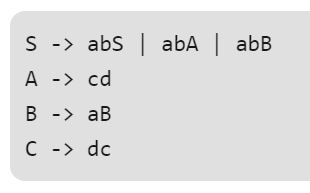 S -> abS | abA | abB
A -> cd
B -> aB
C -> dc